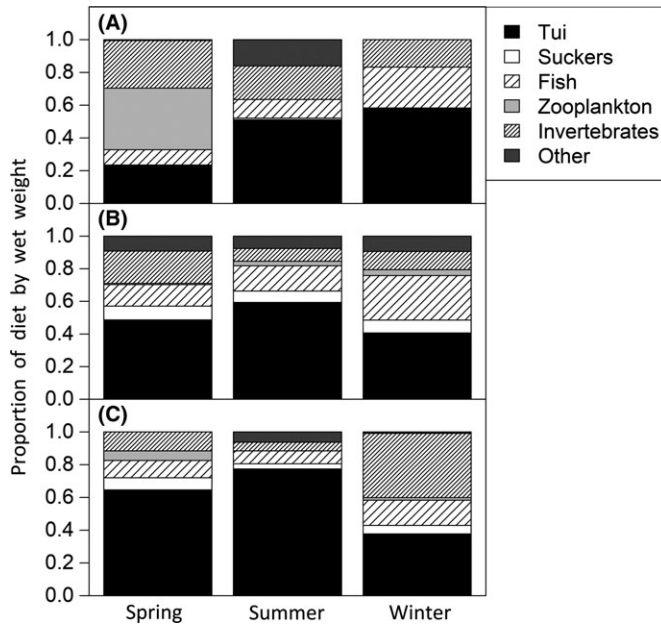 (A)
1.0
0.8
0.6
0.4
0.2
0.0
(B)
1.0
0.8
0.6
0.4
0.2
0.0
(C)
1.0
0.8
0.6
0.4
0.2
0.0
Proportion of diet by wet weight
Spring Summer Winter
Tui
Suckers
Fish
Zooplankton
Invertebrates
Other